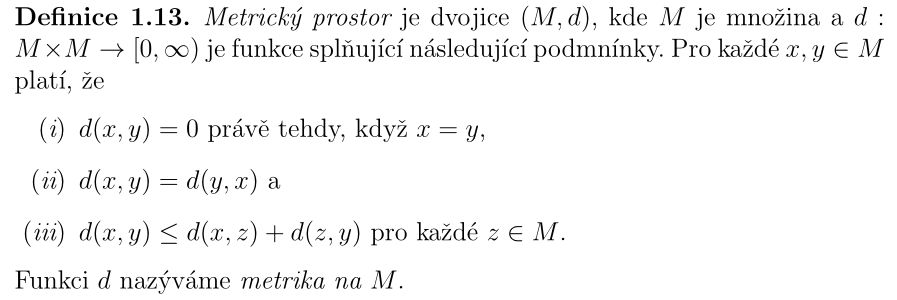 Definice 1.13. Metrický prostor je dvojice (M, d), kde M je množina a d :
M × M → [0, ∞) je funkce splňující následující podmnínky. Pro každé x, y ∈ M
platí, že
(i) d(x, y) = 0 právě tehdy, když x = y,
(ii) d(x, y) = d(y, x) a
(iii) d(x, y) ≤ d(x, z) + d(z, y) pro každé z ∈ M.
Funkci d nazýváme metrika na M.